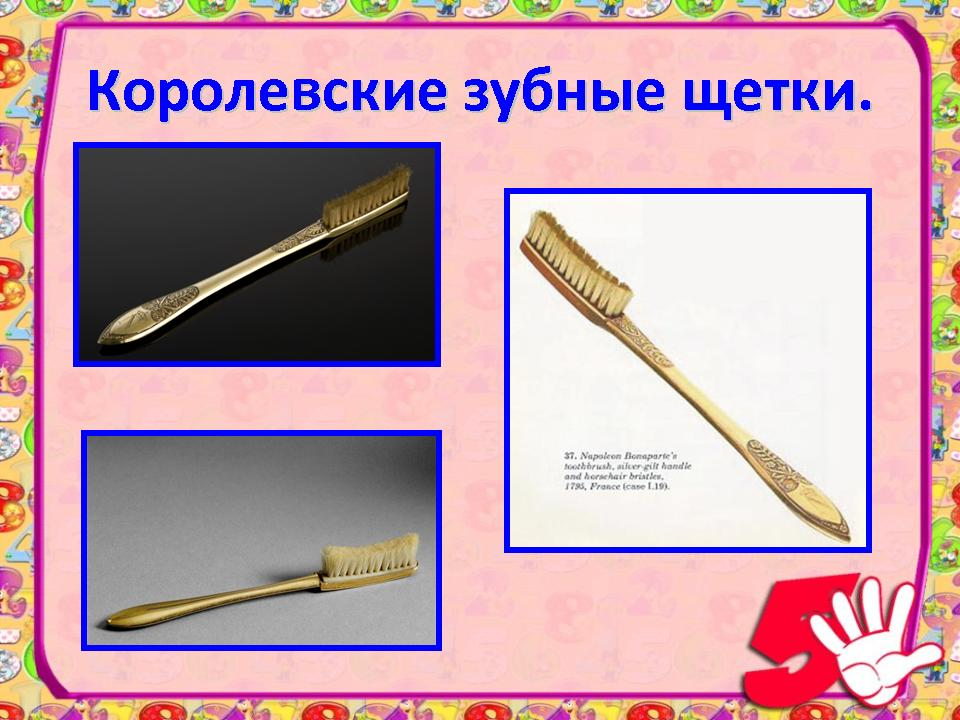 Королевские зубные щетки.
37. Napoleon Bonaparte's
toothbrush, silver-gilt handle
and horsehair bristles,
1795, France (case I.19).
5